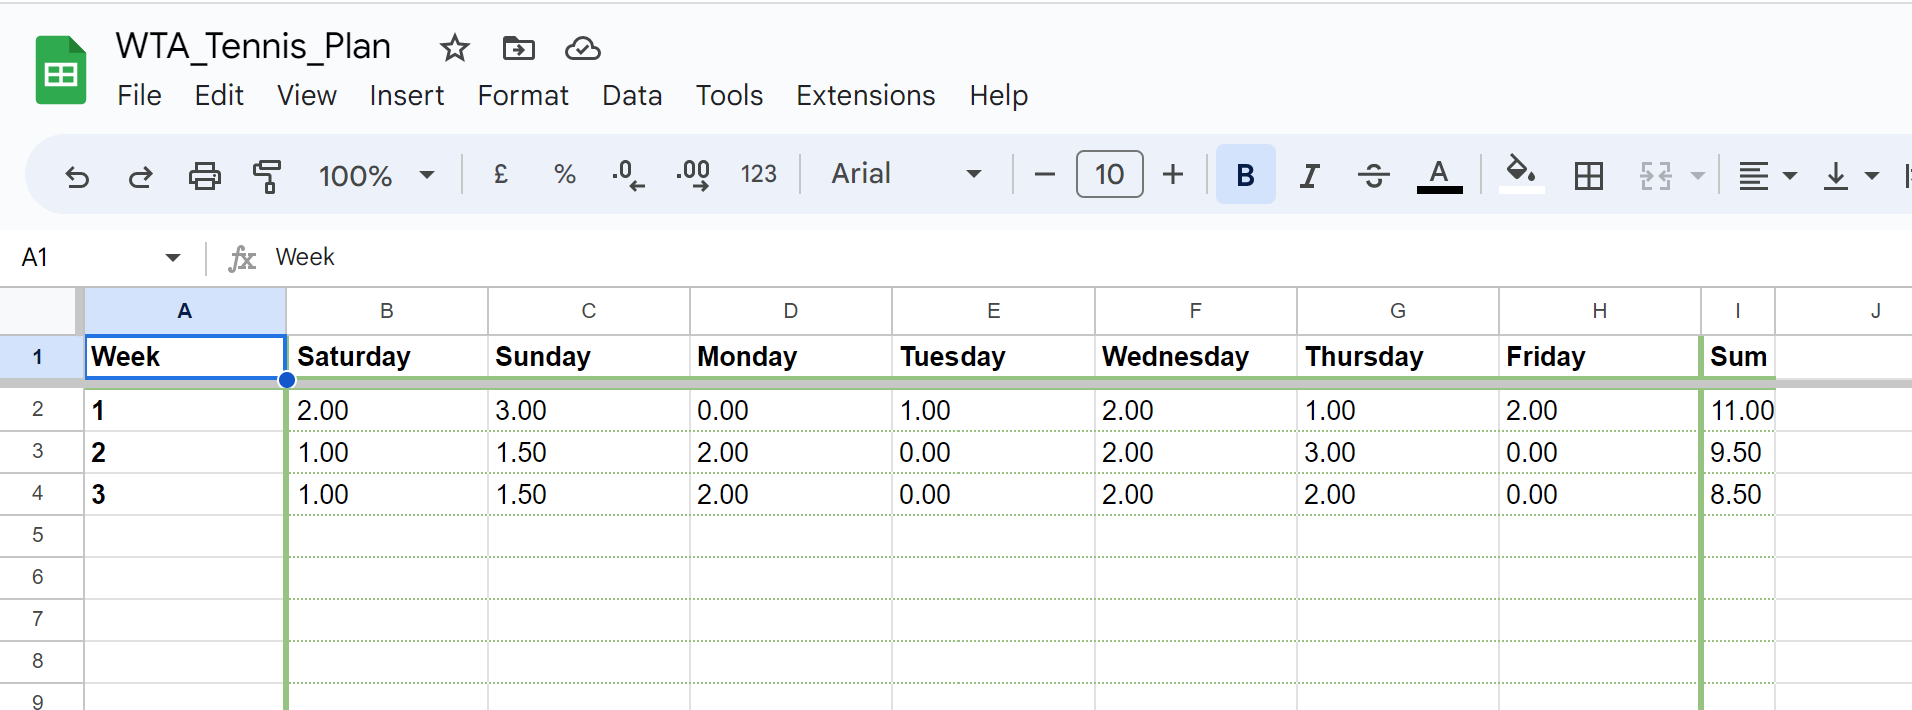 WTA_Tennis_Plan
File Edit View Insert Format Data Tools Extensions Help
100% £ % .0 .00 123 Arial 10 B I S A
A1 fx Week
A B C D E F G H I J
1 Week Saturday Sunday Monday Tuesday Wednesday Thursday Friday Sum
2 1 2.00 3.00 0.00 1.00 2.00 1.00 2.00 11.00
3 2 1.00 1.50 2.00 0.00 2.00 3.00 0.00 9.50
4 3 1.00 1.50 2.00 0.00 2.00 2.00 0.00 8.50
5
6
7
8
9